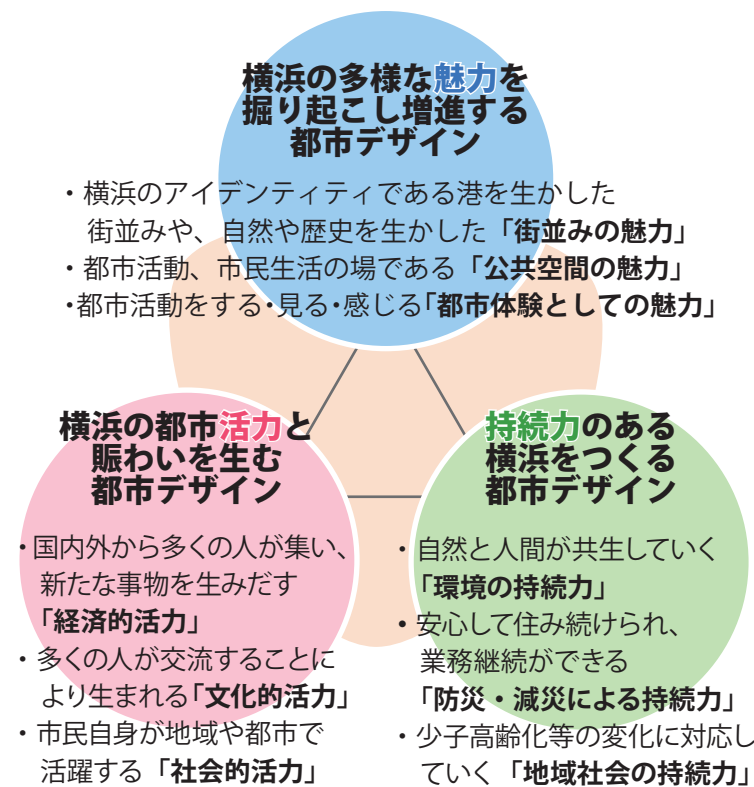 横浜の多様な魅力を
掘り起こし増進する
都市デザイン
・横浜のアイデンティティである港を生かした
街並みや、自然や歴史を生かした「街並みの魅力」
・都市活動、市民生活の場である「公共空間の魅力」
・都市活動をする・見る・感じる「都市体験としての魅力」
横浜の都市活力と
賑わいを生む
都市デザイン
・国内外から多くの人が集い、
新たな事物を生みだす
「経済的活力」
・多くの人が交流することに
より生まれる「文化的活力」
・市民自身が地域や都市で
活躍する「社会的活力」
持続力のある
横浜をつくる
都市デザイン
・自然と人間が共生していく
「環境の持続力」
・安心して住み続けられ、
業務継続ができる
「防災・減災による持続力」
・少子高齢化等の変化に対応し
ていく「地域社会の持続力」